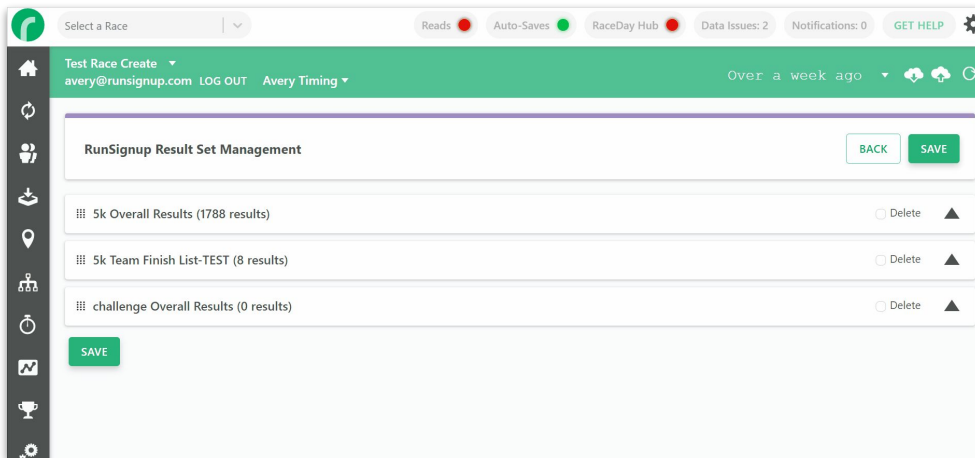 Select a Race
Reads
Auto-Saves
RaceDay Hub
Data Issues: 2
Notifications: 0
GET HELP
Test Race Create
avery@runsignup.com LOG OUT Avery Timing
Over a week ago
RunSignup Result Set Management
BACK
SAVE
5k Overall Results (1788 results)
Delete
5k Team Finish List-TEST (8 results)
Delete
challenge Overall Results (0 results)
Delete
SAVE